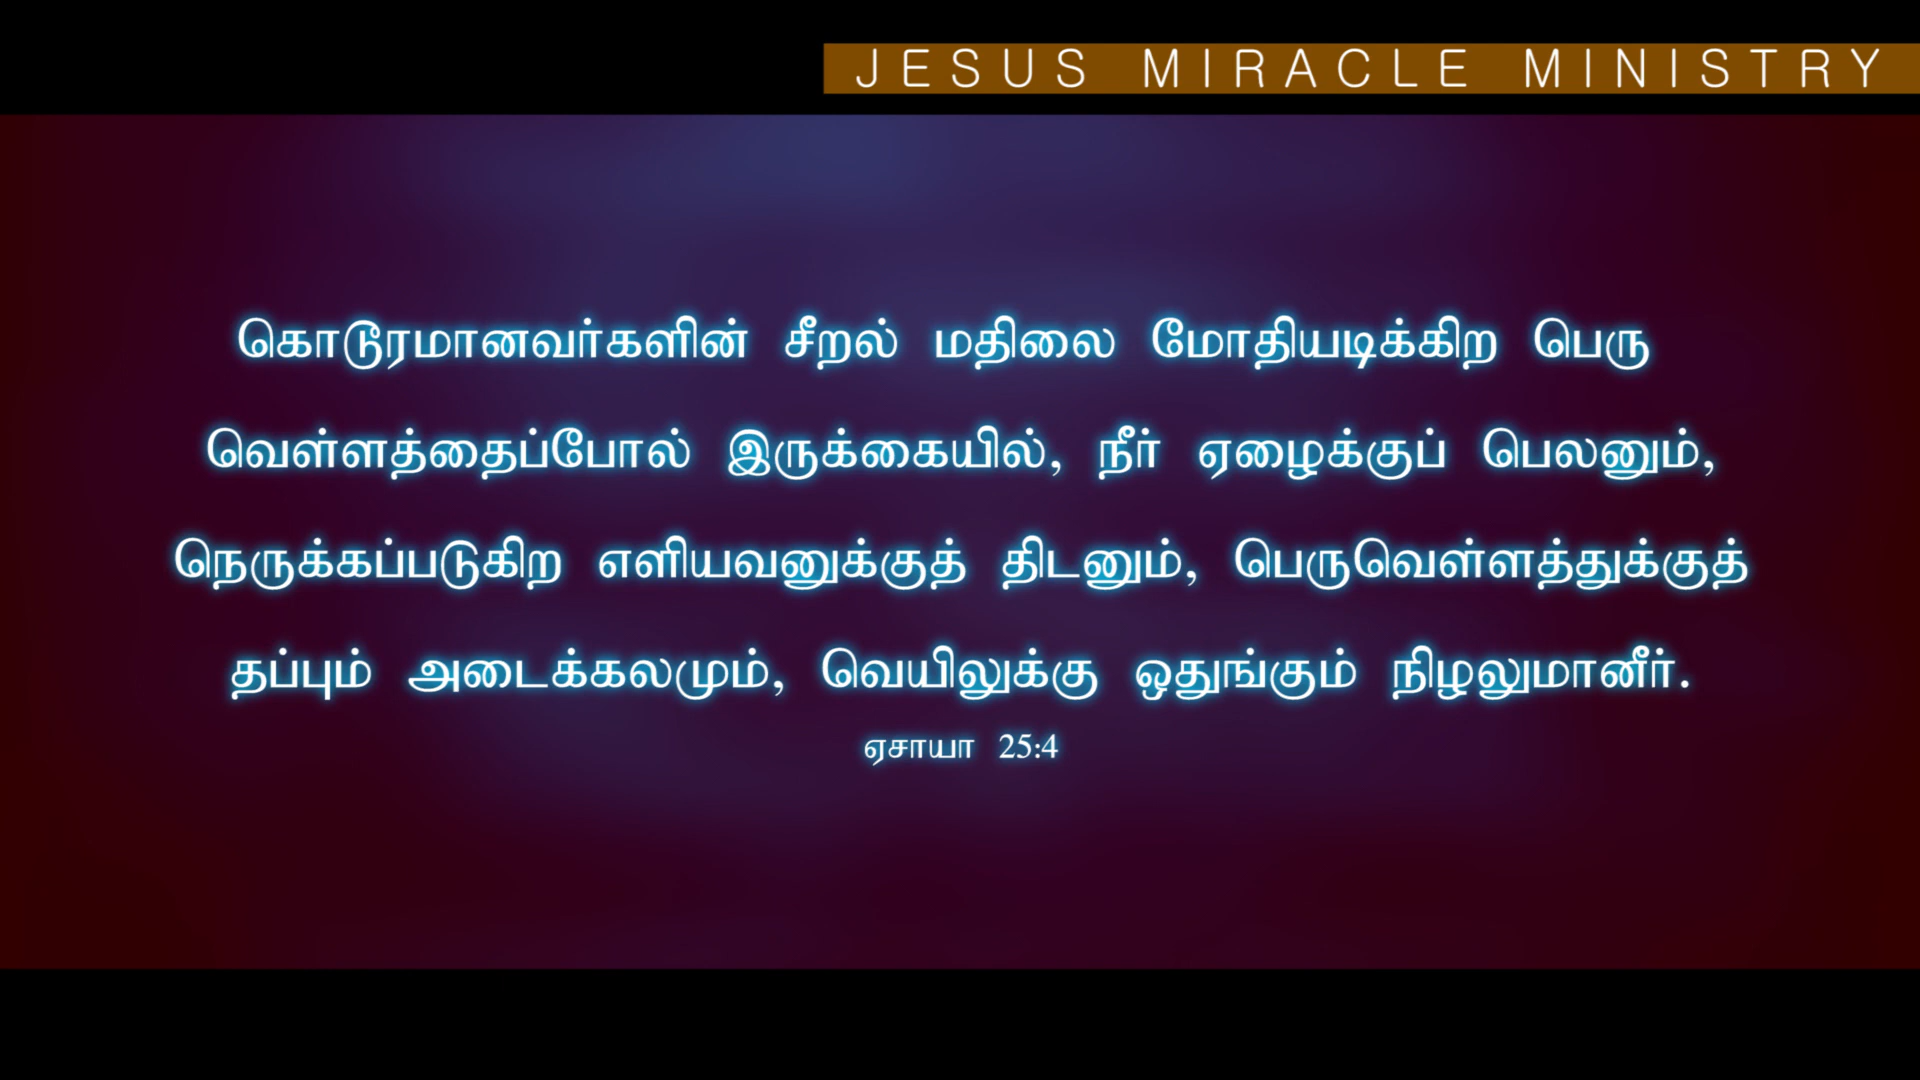 JESUS MIRACLE MINISTRY
கொடூரமானவர்களின் சீறல் மதிலை மோதியடிக்கிற பெரு
வெள்ளத்தைப்போல் இருக்கையில், நீர் ஏழைக்குப் பெலனும்,
நெருக்கப்படுகிற எளியவனுக்குத் திடனும், பெருவெள்ளத்துக்குத்
தப்பும் அடைக்கலமும், வெயிலுக்கு ஒதுங்கும் நிழலுமானீர்.
ஏசாயா 25:4